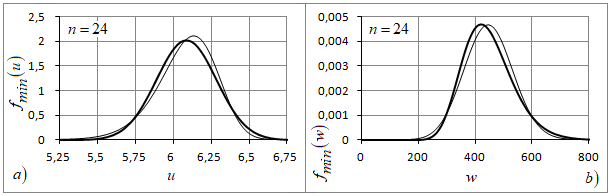 2,5
2
1,5
1
0,5
0
5,25 5,5 5,75 6 6,25 6,5 6,75
f_min(u)
n = 24
u
a)
0,005
0,004
0,003
0,002
0,001
0
0 200 400 600 800
f_min(w)
n = 24
w
b)